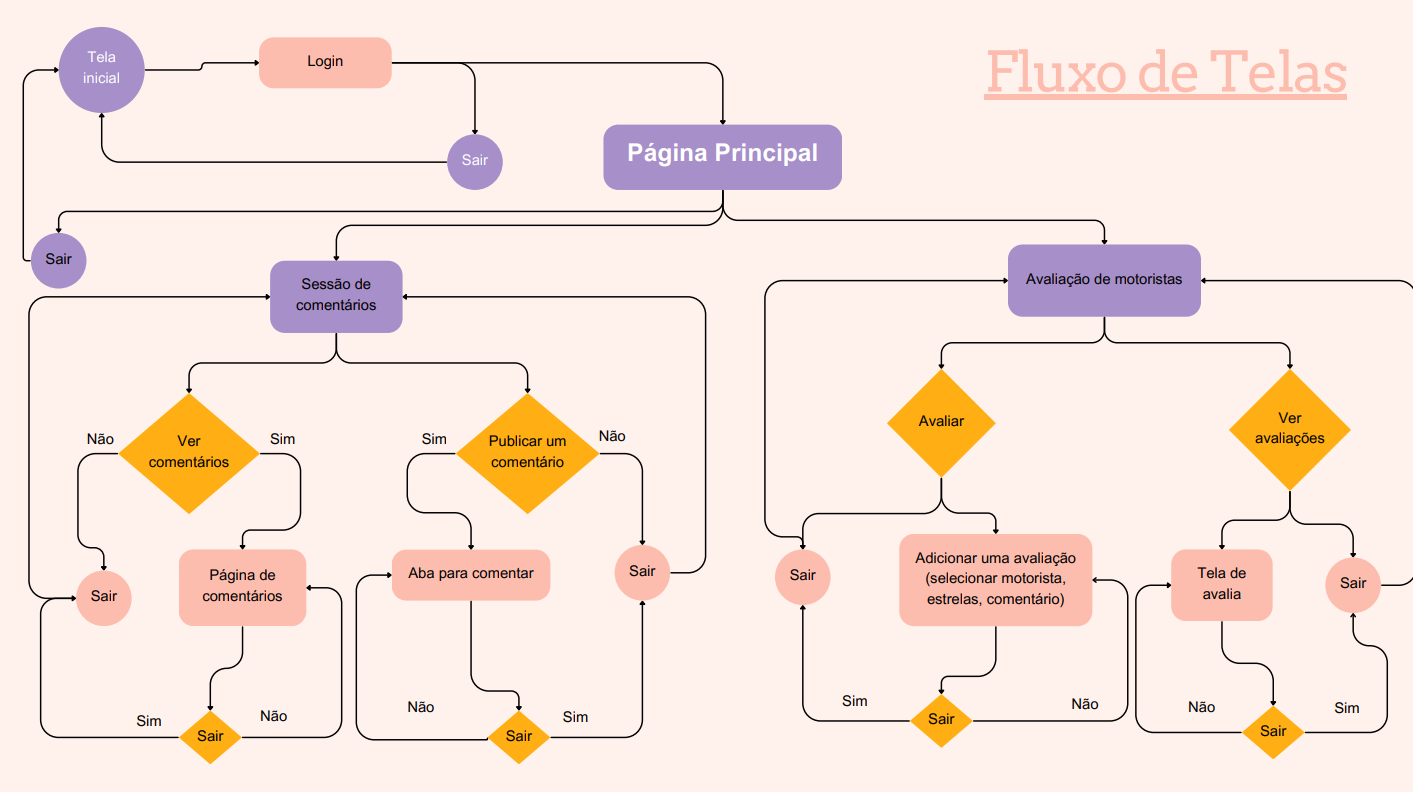 Fluxo de Telas
Tela
inicial
Login
Sair
Página Principal
Sair
Sessão de
comentários
Avaliação de motoristas
Não
Ver
comentários
Sim
Sim
Publicar um
comentário
Não
Avaliar
Ver
avaliações
Sair
Página de
comentários
Aba para comentar
Sair
Sair
Adicionar uma avaliação
(selecionar motorista,
estrelas, comentário)
Tela de
avalia
Sair
Sim
Sair
Não
Não
Sair
Sim
Sim
Sair
Não
Não
Sair
Sim